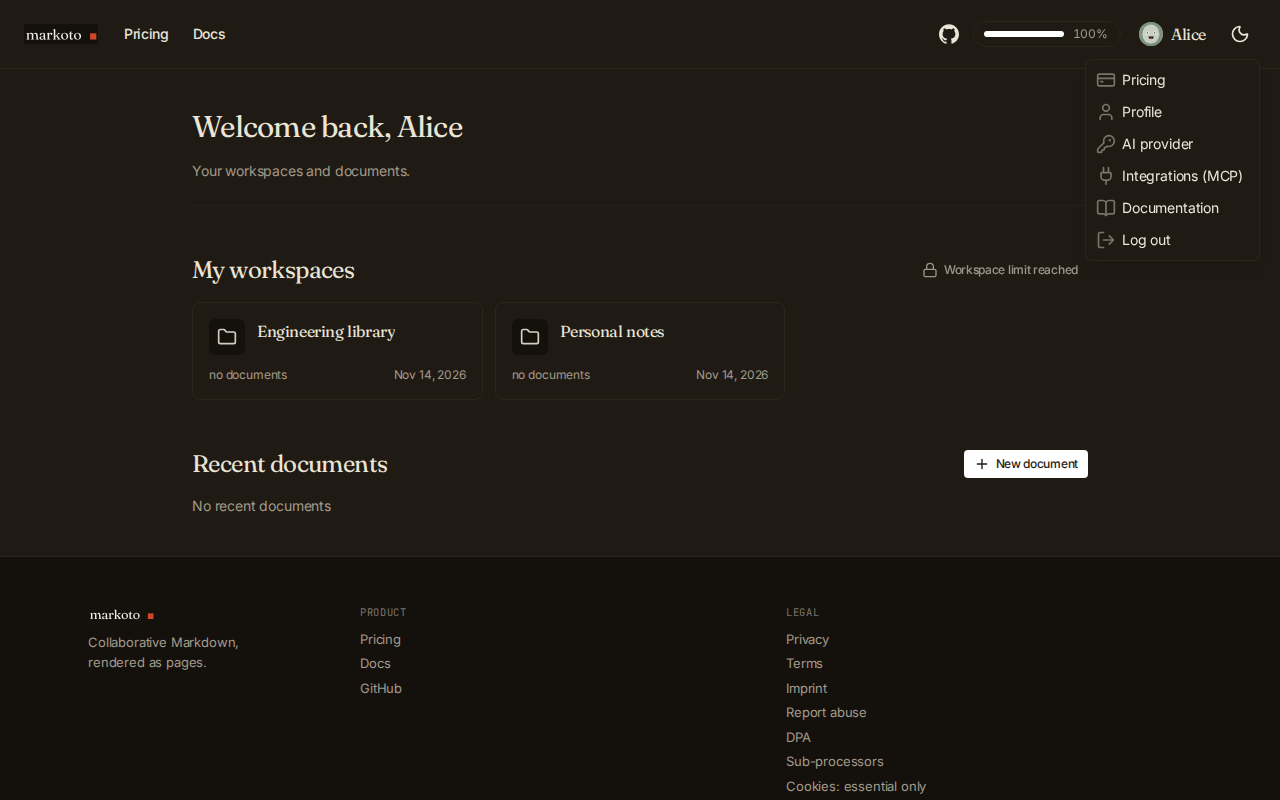 markoto
Pricing
Docs
100%
Alice
Pricing
Profile
AI provider
Integrations (MCP)
Documentation
Log out
Welcome back, Alice
Your workspaces and documents.
My workspaces
Workspace limit reached
Engineering library
no documents
Nov 14, 2026
Personal notes
no documents
Nov 14, 2026
Recent documents
New document
No recent documents
markoto
Collaborative Markdown,
rendered as pages.
PRODUCT
Pricing
Docs
GitHub
LEGAL
Privacy
Terms
Imprint
Report abuse
DPA
Sub-processors
Cookies: essential only